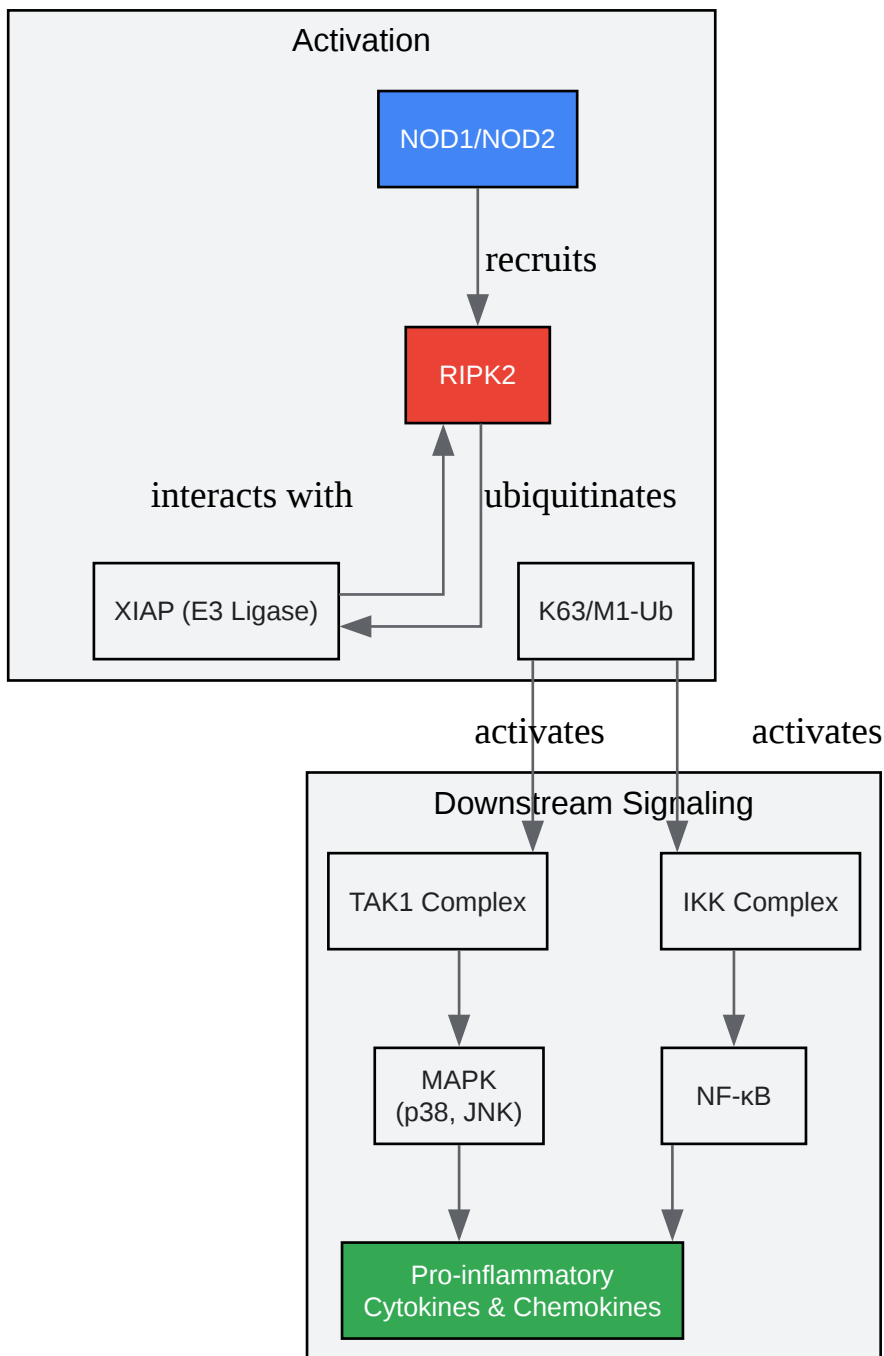 Activation
NOD1/NOD2
recruits
RIPK2
interacts with
ubiquitinates
XIAP (E3 Ligase)
K63/M1-Ub
activates
activates
Downstream Signaling
TAK1 Complex
IKK Complex
MAPK
(p38, JNK)
NF-κB
Pro-inflammatory
Cytokines & Chemokines